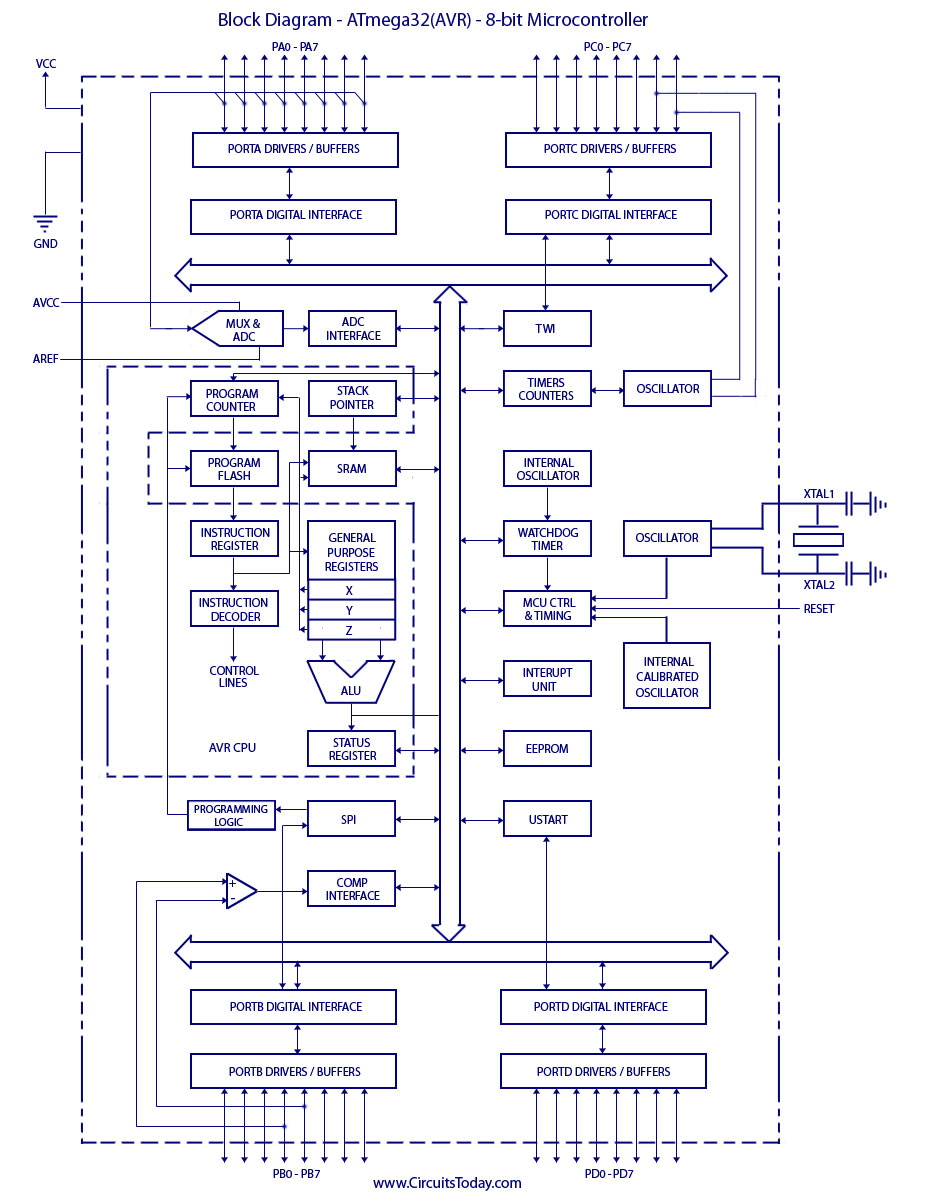 Block Diagram - ATmega32(AVR) - 8-bit Microcontroller
PA0 - PA7
PC0 - PC7
VCC
PORTA DRIVERS / BUFFERS
PORTC DRIVERS / BUFFERS
PORTA DIGITAL INTERFACE
PORTC DIGITAL INTERFACE
GND
AVCC
MUX &
ADC
ADC
INTERFACE
TWI
AREF
PROGRAM
COUNTER
STACK
POINTER
TIMERS
COUNTERS
OSCILLATOR
PROGRAM
FLASH
SRAM
INTERNAL
OSCILLATOR
XTAL1
INSTRUCTION
REGISTER
GENERAL
PURPOSE
REGISTERS
WATCHDOG
TIMER
OSCILLATOR
XTAL2
X
Y
Z
INSTRUCTION
DECODER
MCU CTRL
& TIMING
RESET
CONTROL
LINES
ALU
INTERUPT
UNIT
INTERNAL
CALIBRATED
OSCILLATOR
AVR CPU
STATUS
REGISTER
EEPROM
PROGRAMMING
LOGIC
SPI
USTART
+
-
COMP
INTERFACE
PORTB DIGITAL INTERFACE
PORTD DIGITAL INTERFACE
PORTB DRIVERS / BUFFERS
PORTD DRIVERS / BUFFERS
PB0 - PB7
PD0 - PD7
www.CircuitsToday.com